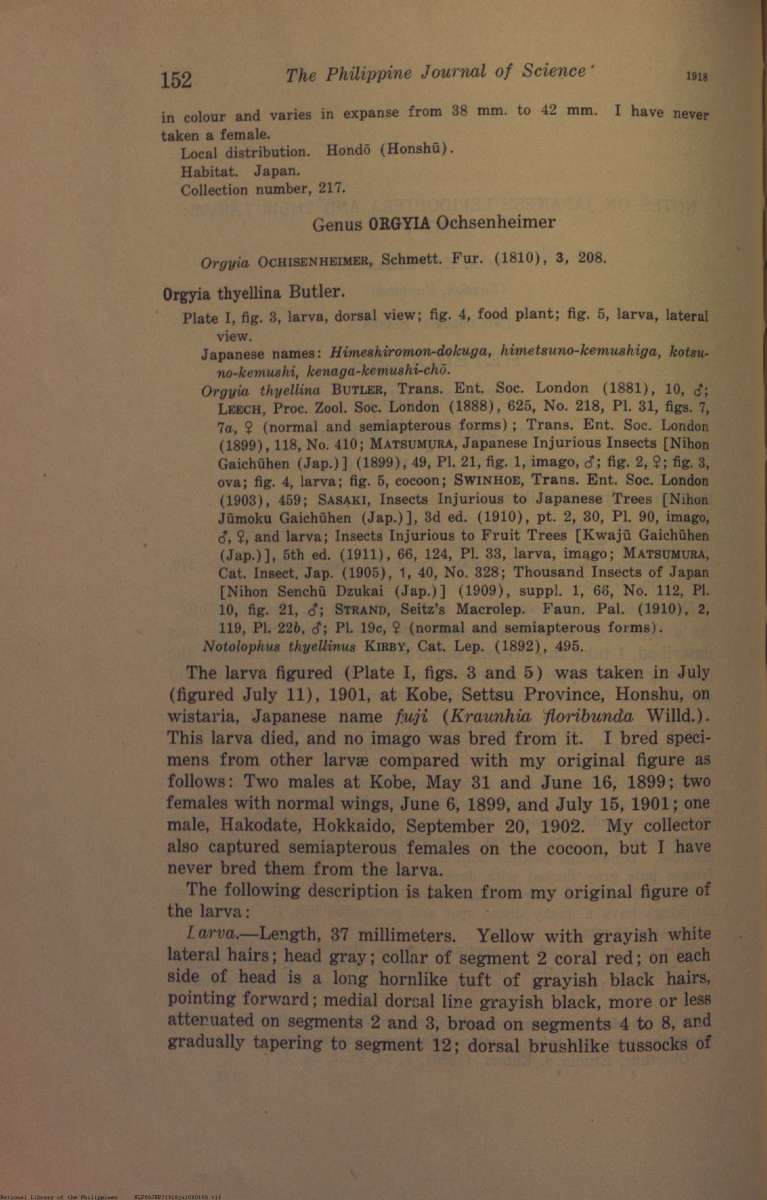 152 The Philippine Journal of Science 1918
in colour and varies in expanse from 38 mm. to 42 mm. I have never
taken a female.
Local distribution. Hondō (Honshū).
Habitat. Japan.
Collection number, 217.
Genus ORGYIA Ochsenheimer
Orgyia OCHISENHEIMER, Schmett. Fur. (1810), 3, 208.
Orgyia thyellina Butler.
Plate I, fig. 3, larva, dorsal view; fig. 4, food plant; fig. 5, larva, lateral
view.
Japanese names: Himeshiromon-dokuga, himetsuno-kemushiga, kotsu-
no-kemushi, kenaga-kemushi-chō.
Orgyia thyellina BUTLER, Trans. Ent. Soc. London (1881), 10, ♂;
LEECH, Proc. Zool. Soc. London (1888), 625, No. 218, Pl. 31, figs. 7,
7a, ♀ (normal and semiapterous forms); Trans. Ent. Soc. London
(1899), 118, No. 410; MATSUMURA, Japanese Injurious Insects [Nihon
Gaichūhen (Jap.)] (1899), 49, Pl. 21, fig. 1, imago, ♂; fig. 2, ♀; fig. 3,
ova; fig. 4, larva; fig. 5, cocoon; SWINHOE, Trans. Ent. Soc. London
(1903), 459; SASAKI, Insects Injurious to Japanese Trees [Nihon
Jūmoku Gaichūhen (Jap.)], 3d ed. (1910), pt. 2, 30, Pl. 90, imago,
♂, ♀, and larva; Insects Injurious to Fruit Trees [Kwajū Gaichūhen
(Jap.)], 5th ed. (1911), 66, 124, Pl. 33, larva, imago; MATSUMURA,
Cat. Insect. Jap. (1905), 1, 40, No. 328; Thousand Insects of Japan
[Nihon Senchū Dzukai (Jap.)] (1909), suppl. 1, 66, No. 112, Pl.
10, fig. 21, ♂; STRAND, Seitz's Macrolep. Faun. Pal. (1910), 2,
119, Pl. 22b, ♂; Pl. 19c, ♀ (normal and semiapterous forms).
Notolophus thyellinus KIRBY, Cat. Lep. (1892), 495.
The larva figured (Plate I, figs. 3 and 5) was taken in July
(figured July 11), 1901, at Kobe, Settsu Province, Honshu, on
wistaria, Japanese name fuji (Kraunhia floribunda Willd.).
This larva died, and no imago was bred from it. I bred speci-
mens from other larvæ compared with my original figure as
follows: Two males at Kobe, May 31 and June 16, 1899; two
females with normal wings, June 6, 1899, and July 15, 1901; one
male, Hakodate, Hokkaido, September 20, 1902. My collector
also captured semiapterous females on the cocoon, but I have
never bred them from the larva.
The following description is taken from my original figure of
the larva:
Larva.—Length, 37 millimeters. Yellow with grayish white
lateral hairs; head gray; collar of segment 2 coral red; on each
side of head is a long hornlike tuft of grayish black hairs,
pointing forward; medial dorsal line grayish black, more or less
attenuated on segments 2 and 3, broad on segments 4 to 8, and
gradually tapering to segment 12; dorsal brushlike tussocks of
National Library of the Philippines